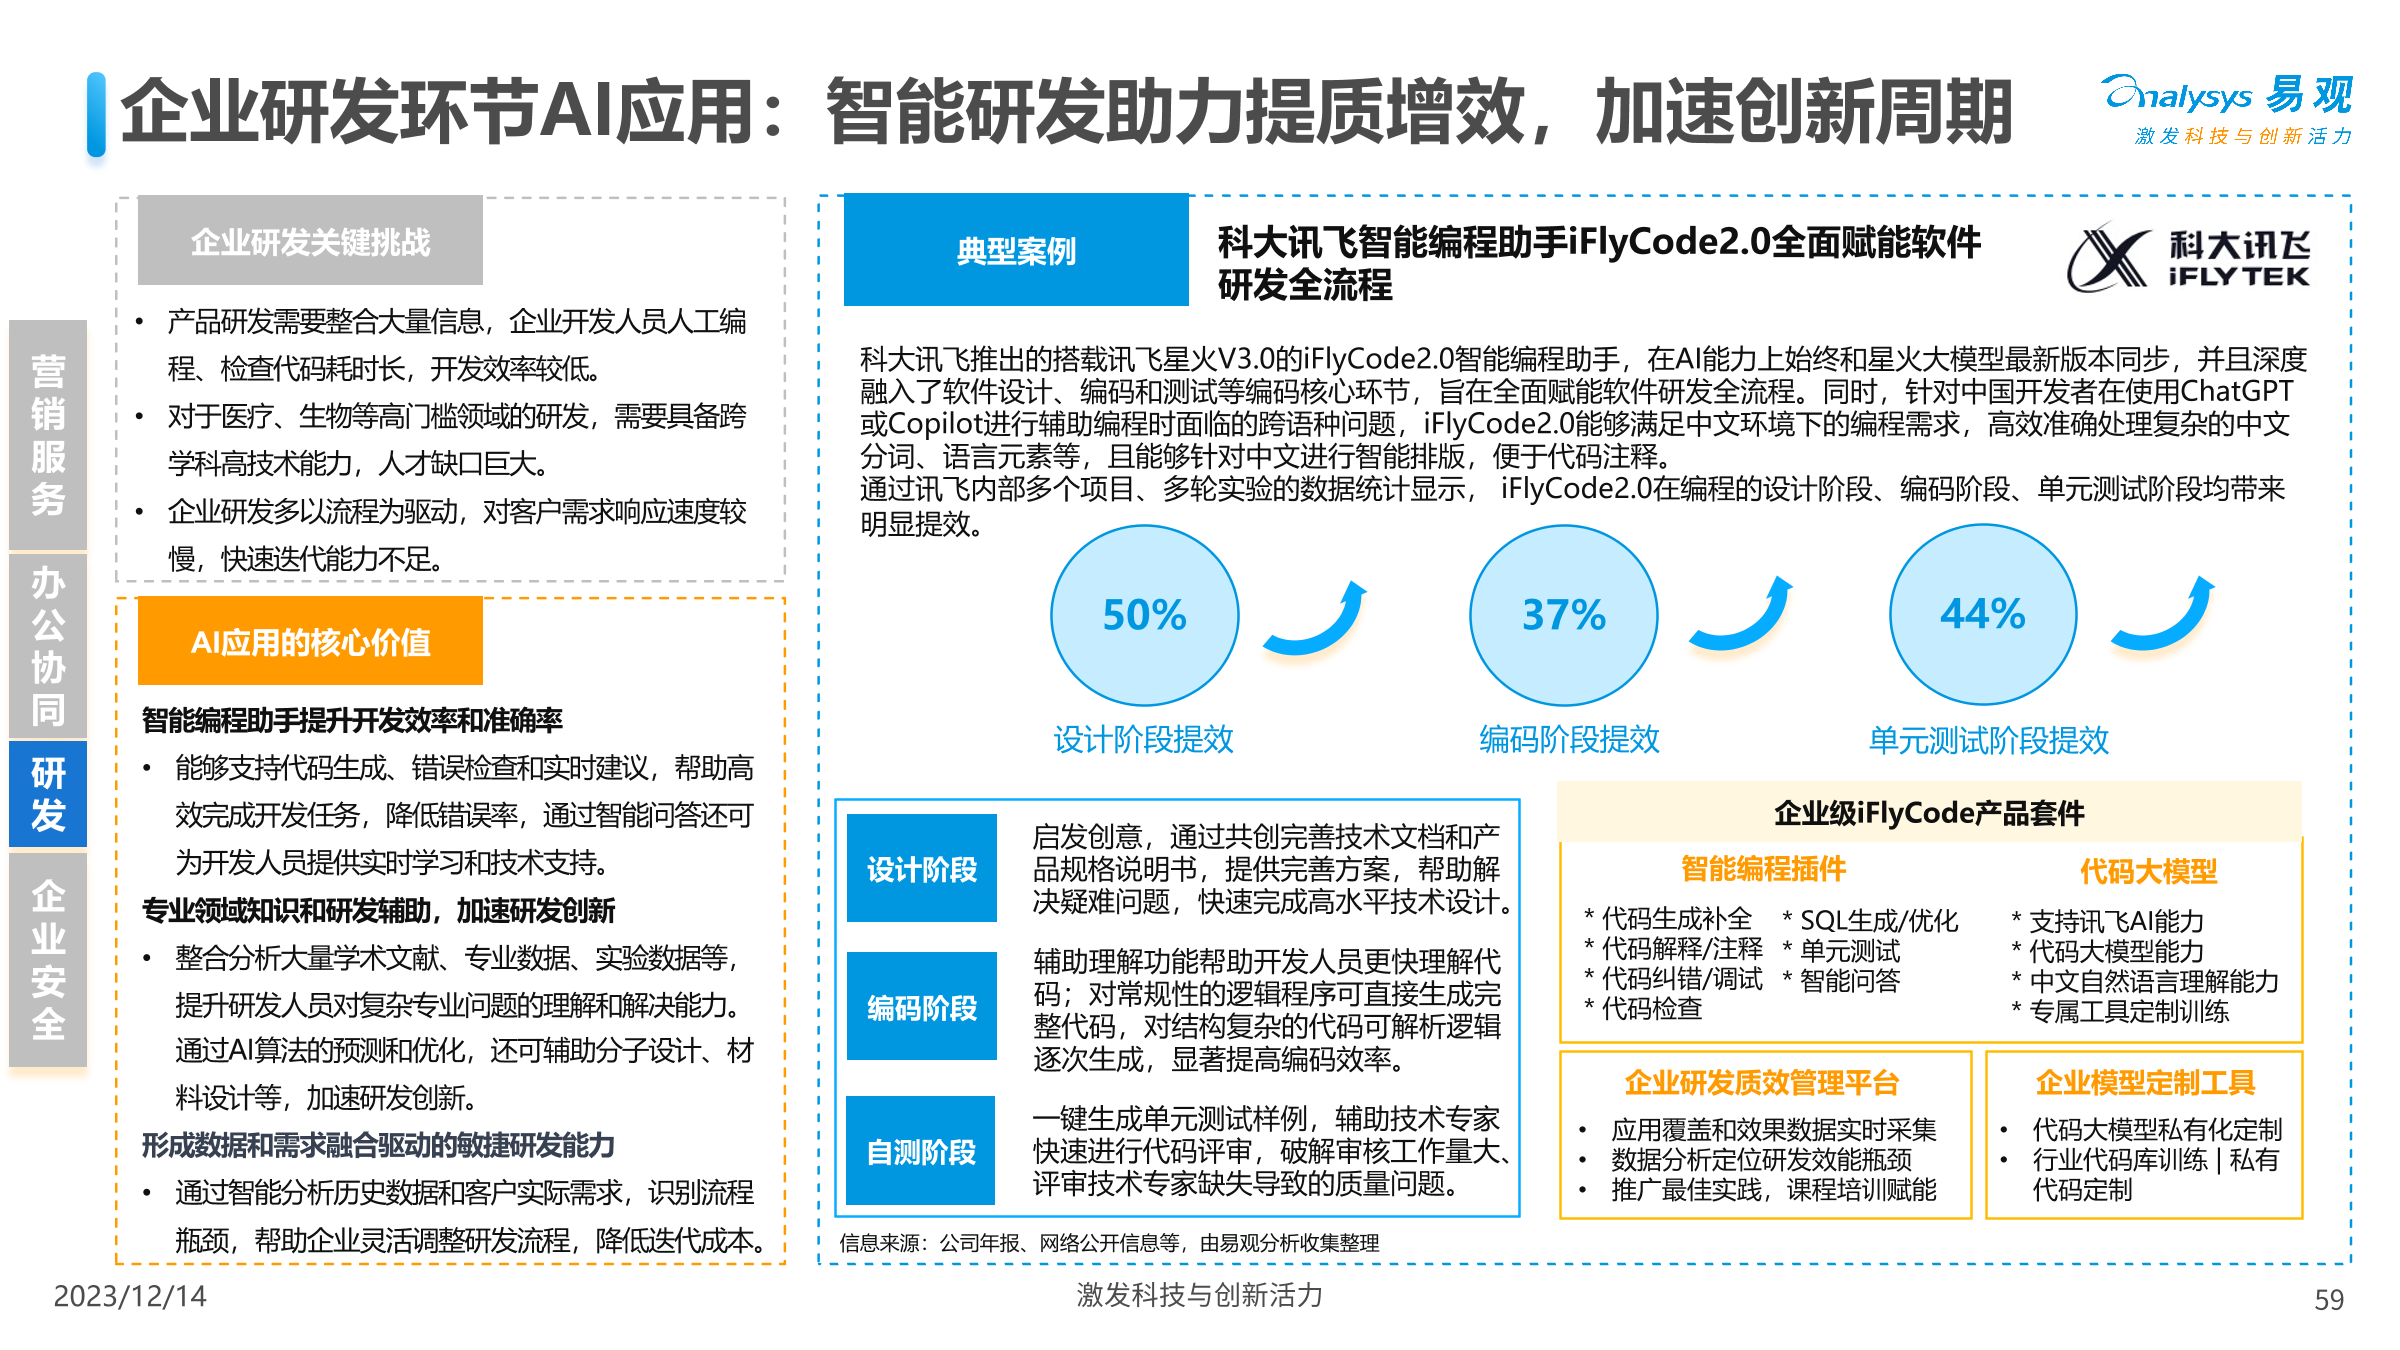 企业研发环节AI应用：智能研发助力提质增效，加速创新周期
analysys 易观
激发科技与创新活力
营销服务
办公协同
研发
企业安全
企业研发关键挑战
• 产品研发需要整合大量信息，企业开发人员人工编
程、检查代码耗时长，开发效率较低。
• 对于医疗、生物等高门槛领域的研发，需要具备跨
学科高技术能力，人才缺口巨大。
• 企业研发多以流程为驱动，对客户需求响应速度较
慢，快速迭代能力不足。
AI应用的核心价值
智能编程助手提升开发效率和准确率
• 能够支持代码生成、错误检查和实时建议，帮助高
效完成开发任务，降低错误率，通过智能问答还可
为开发人员提供实时学习和技术支持。
专业领域知识和研发辅助，加速研发创新
• 整合分析大量学术文献、专业数据、实验数据等，
提升研发人员对复杂专业问题的理解和解决能力。
通过AI算法的预测和优化，还可辅助分子设计、材
料设计等，加速研发创新。
形成数据和需求融合驱动的敏捷研发能力
• 通过智能分析历史数据和客户实际需求，识别流程
瓶颈，帮助企业灵活调整研发流程，降低迭代成本。
典型案例
科大讯飞智能编程助手iFlyCode2.0全面赋能软件
研发全流程
科大讯飞
iFLYTEK
科大讯飞推出的搭载讯飞星火V3.0的iFlyCode2.0智能编程助手，在AI能力上始终和星火大模型最新版本同步，并且深度
融入了软件设计、编码和测试等编码核心环节，旨在全面赋能软件研发全流程。同时，针对中国开发者在使用ChatGPT
或Copilot进行辅助编程时面临的跨语种问题，iFlyCode2.0能够满足中文环境下的编程需求，高效准确处理复杂的中文
分词、语言元素等，且能够针对中文进行智能排版，便于代码注释。
通过讯飞内部多个项目、多轮实验的数据统计显示， iFlyCode2.0在编程的设计阶段、编码阶段、单元测试阶段均带来
明显提效。
50%
37%
44%
设计阶段提效
编码阶段提效
单元测试阶段提效
设计阶段
启发创意，通过共创完善技术文档和产
品规格说明书，提供完善方案，帮助解
决疑难问题，快速完成高水平技术设计。
编码阶段
辅助理解功能帮助开发人员更快理解代
码；对常规性的逻辑程序可直接生成完
整代码，对结构复杂的代码可解析逻辑
逐次生成，显著提高编码效率。
自测阶段
一键生成单元测试样例，辅助技术专家
快速进行代码评审，破解审核工作量大、
评审技术专家缺失导致的质量问题。
企业级iFlyCode产品套件
智能编程插件
* 代码生成补全
* 代码解释/注释
* 代码纠错/调试
* 代码检查
* SQL生成/优化
* 单元测试
* 智能问答
代码大模型
* 支持讯飞AI能力
* 代码大模型能力
* 中文自然语言理解能力
* 专属工具定制训练
企业研发质效管理平台
• 应用覆盖和效果数据实时采集
• 数据分析定位研发效能瓶颈
• 推广最佳实践，课程培训赋能
企业模型定制工具
• 代码大模型私有化定制
• 行业代码库训练 | 私有
代码定制
信息来源：公司年报、网络公开信息等，由易观分析收集整理
2023/12/14
激发科技与创新活力
59